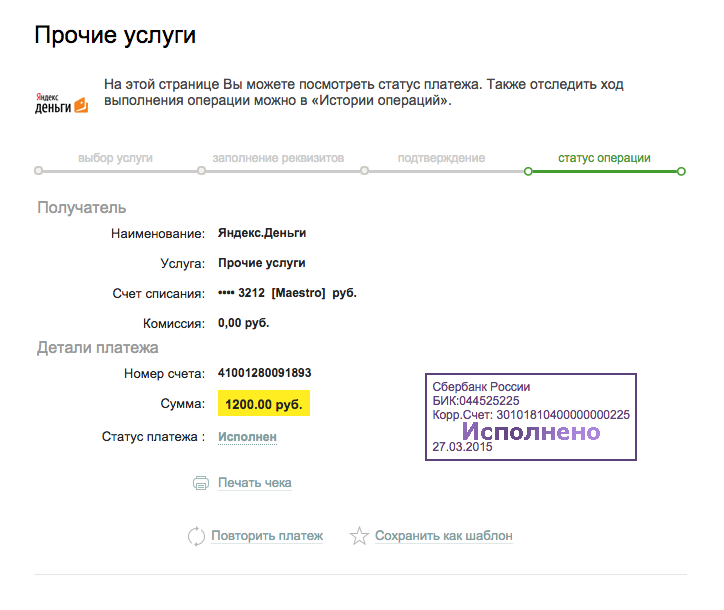 Прочие услуги
Яндекс
деньги
На этой странице Вы можете посмотреть статус платежа. Также отследить ход
выполнения операции можно в «Истории операций».
выбор услуги
заполнение реквизитов
подтверждение
статус операции
Получатель
Наименование: Яндекс.Деньги
Услуга: Прочие услуги
Счет списания: •••• 3212 [Maestro] руб.
Комиссия: 0,00 руб.
Детали платежа
Номер счета: 41001280091893
Сумма: 1200.00 руб.
Статус платежа : Исполнен
Сбербанк России
БИК:044525225
Корр.Счет: 30101810400000000225
Исполнено
27.03.2015
Печать чека
Повторить платеж
Сохранить как шаблон